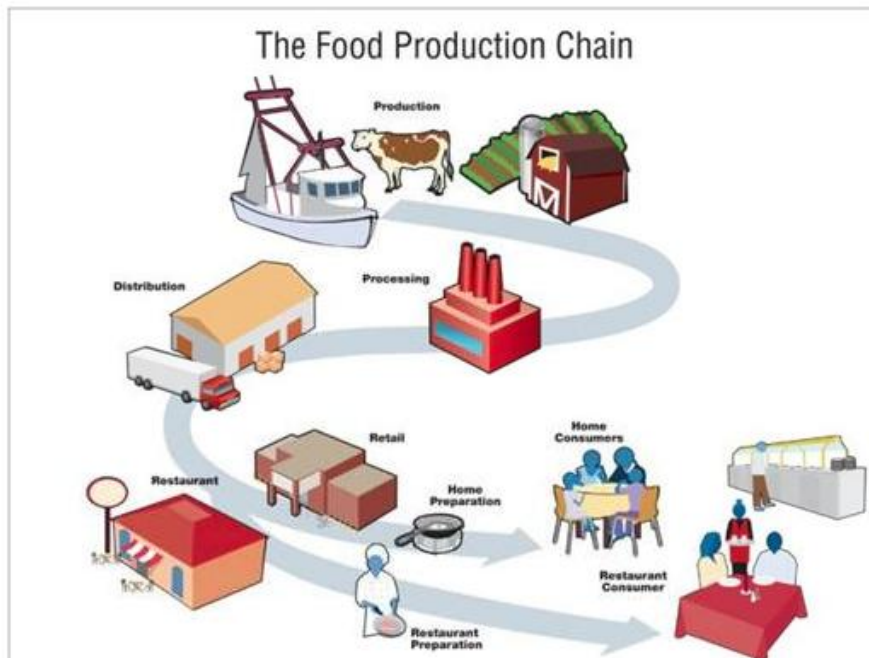 The Food Production Chain
Production
Processing
Distribution
Retail
Restaurant
Home
Preparation
Home
Consumers
Restaurant
Preparation
Restaurant
Consumer